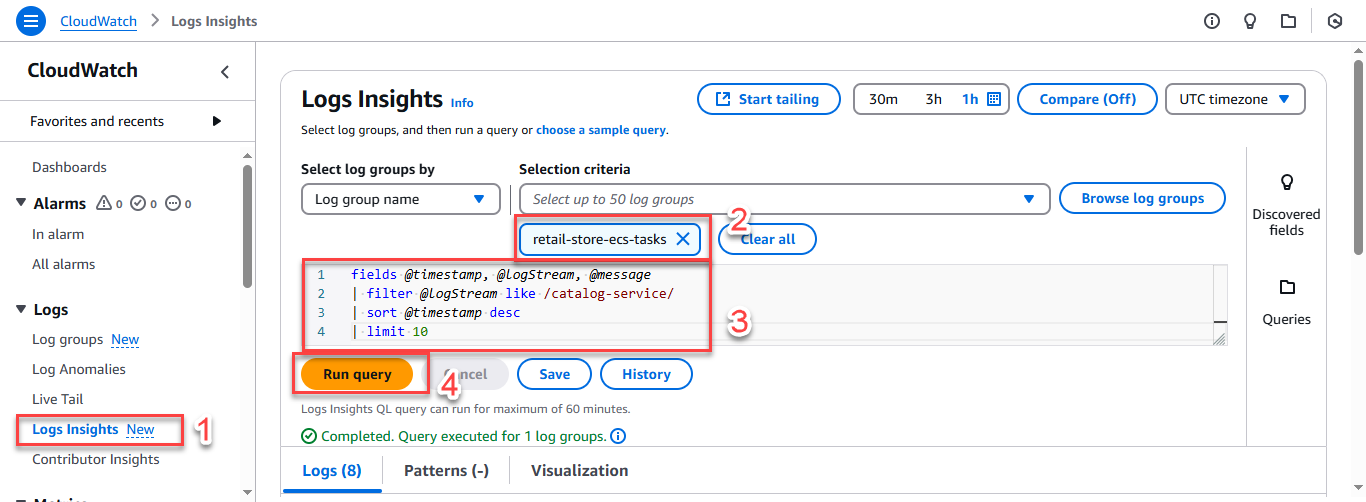 CloudWatch > Logs Insights
CloudWatch
Favorites and recents
Dashboards
Alarms 0 0 0
In alarm
All alarms
Logs
Log groups New
Log Anomalies
Live Tail
Logs Insights New
1
Contributor Insights
Metrics
Logs Insights Info
Start tailing
30m 3h 1h
Compare (Off)
UTC timezone
Select log groups, and then run a query or choose a sample query.
Select log groups by
Selection criteria
Log group name
Select up to 50 log groups
Browse log groups
retail-store-ecs-tasks
2
Clear all
1 fields @timestamp, @logStream, @message
2 | filter @logStream like /catalog-service/
3 | sort @timestamp desc
4 | limit 10
3
Run query
4
Cancel
Save
History
Logs Insights QL query can run for maximum of 60 minutes.
Completed. Query executed for 1 log groups.
Logs (8)
Patterns (-)
Visualization
Discovered
fields
Queries